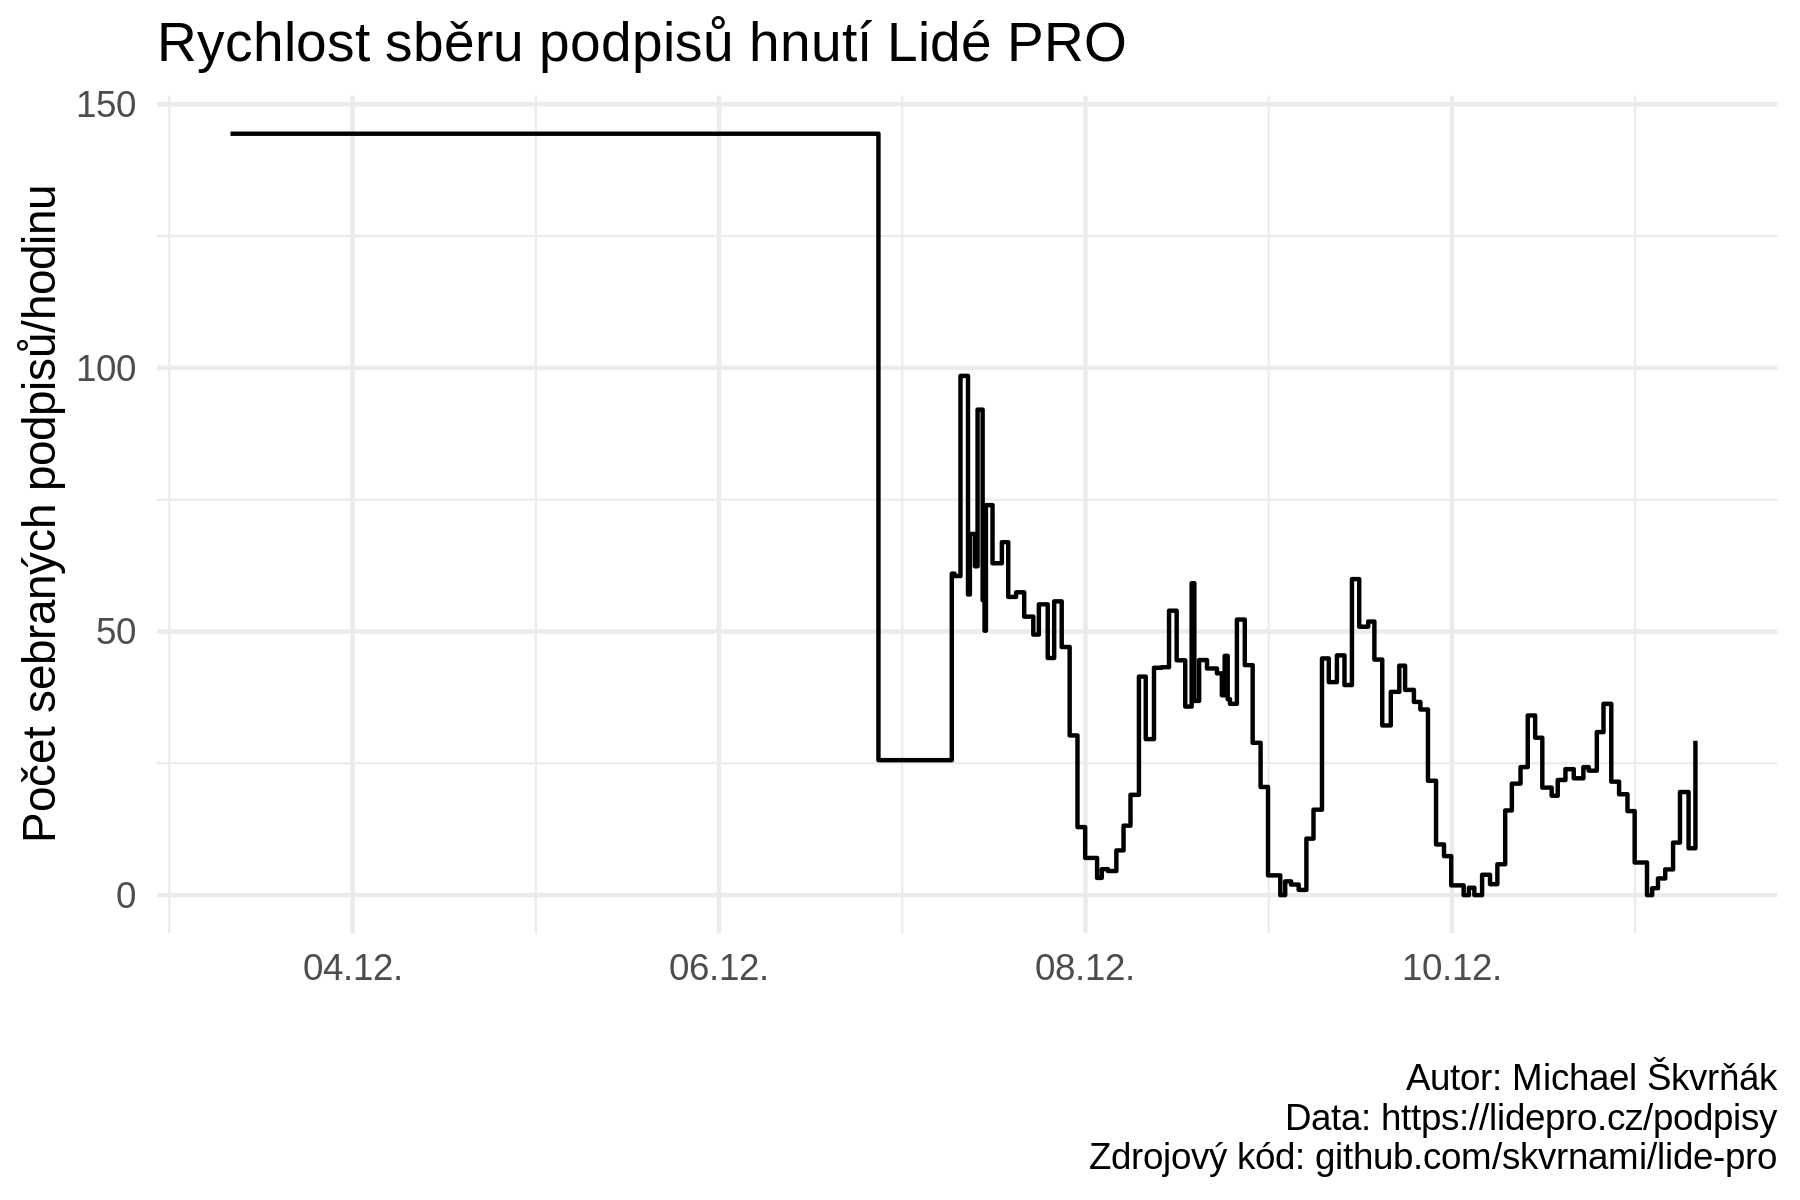 Rychlost sběru podpisů hnutí Lidé PRO
Počet sebraných podpisů/hodinu
150
100
50
0
04.12.
06.12.
08.12.
10.12.
Autor: Michael Škvrňák
Data: https://lidepro.cz/podpisy
Zdrojový kód: github.com/skvrnami/lide-pro